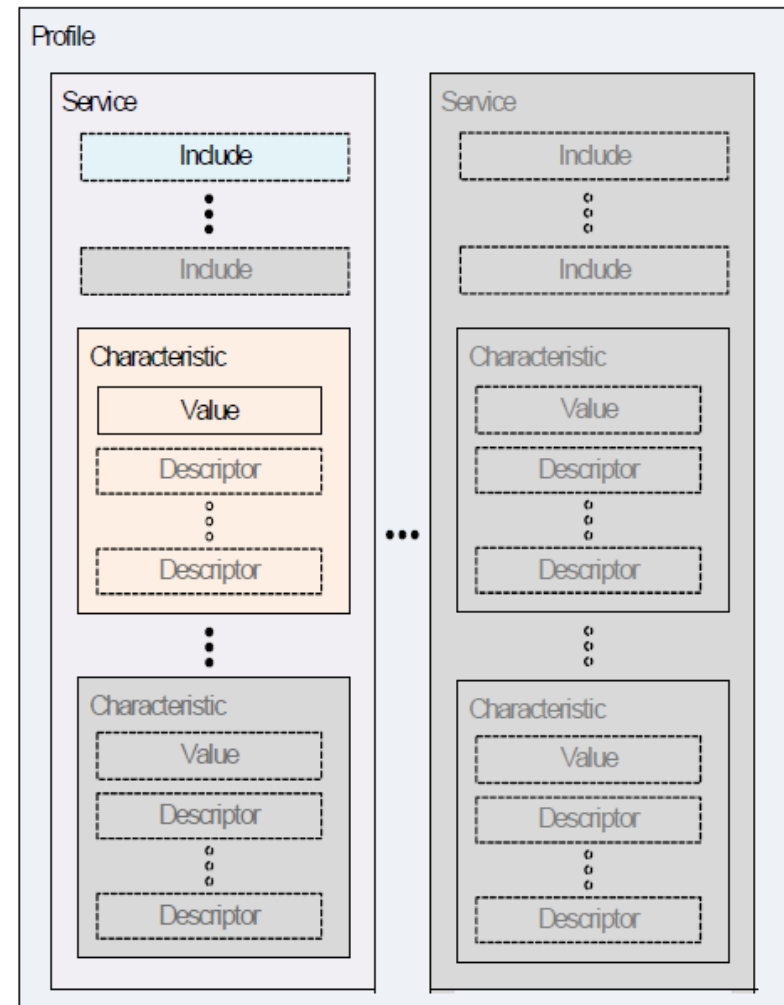 Profile
Service
Include
Include
Characteristic
Value
Descriptor
Descriptor
Characteristic
Value
Descriptor
Descriptor
Service
Include
Include
Characteristic
Value
Descriptor
Descriptor
Characteristic
Value
Descriptor
Descriptor